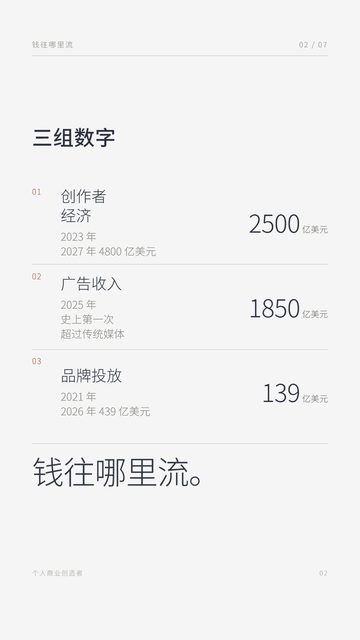 钱往哪里流
02 / 07
三组数字
01
创作者
经济
2023 年
2027 年 4800 亿美元
2500 亿美元
02
广告收入
2025 年
史上第一次
超过传统媒体
1850 亿美元
03
品牌投放
2021 年
2026 年 439 亿美元
139 亿美元
钱往哪里流。
个人商业创造者
02